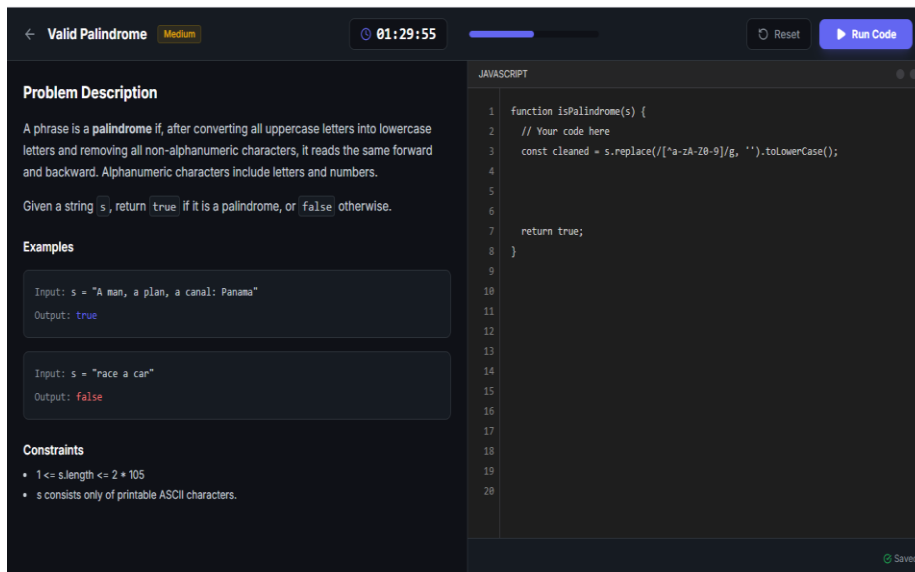 ← Valid Palindrome Medium 01:29:55 Reset Run Code
Problem Description
A phrase is a palindrome if, after converting all uppercase letters into lowercase
letters and removing all non-alphanumeric characters, it reads the same forward
and backward. Alphanumeric characters include letters and numbers.
Given a string s, return true if it is a palindrome, or false otherwise.
Examples
Input: s = "A man, a plan, a canal: Panama"
Output: true
Input: s = "race a car"
Output: false
Constraints
• 1 <= s.length <= 2 * 105
• s consists only of printable ASCII characters.
JAVASCRIPT
1 function isPalindrome(s) {
2 // Your code here
3 const cleaned = s.replace(/[^a-zA-Z0-9]/g, '').toLowerCase();
4
5
6
7 return true;
8 }
9
10
11
12
13
14
15
16
17
18
19
20
Saved